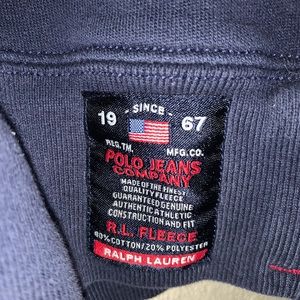 - SINCE -
19 67
REG.TM. MFG.CO.
POLO JEANS
COMPANY
MADE OF THE FINEST
QUALITY FLEECE
GUARANTEED GENUINE
AUTHENTIC ATHLETIC
CONSTRUCTION AND FIT
R.L. FLEECE
80% COTTON/20% POLYESTER
RALPH LAUREN